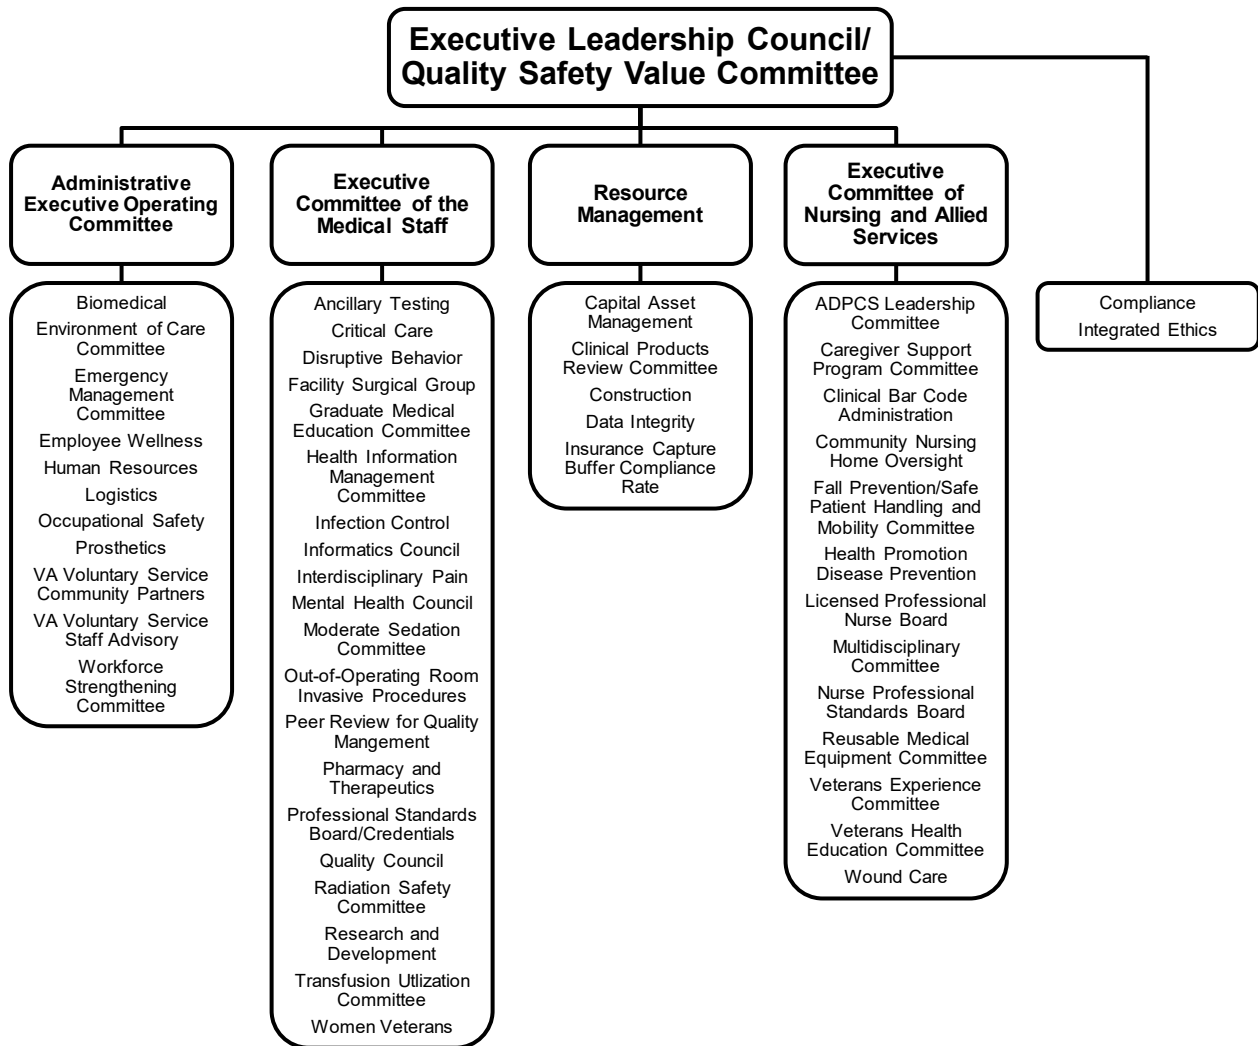 Executive Leadership Council/
Quality Safety Value Committee
Administrative
Executive Operating
Committee
Executive
Committee of the
Medical Staff
Resource
Management
Executive
Committee of
Nursing and Allied
Services
Biomedical
Environment of Care
Committee
Emergency
Management
Committee
Employee Wellness
Human Resources
Logistics
Occupational Safety
Prosthetics
VA Voluntary Service
Community Partners
VA Voluntary Service
Staff Advisory
Workforce
Strengthening
Committee
Ancillary Testing
Critical Care
Disruptive Behavior
Facility Surgical Group
Graduate Medical
Education Committee
Health Information
Management
Committee
Infection Control
Informatics Council
Interdisciplinary Pain
Mental Health Council
Moderate Sedation
Committee
Out-of-Operating Room
Invasive Procedures
Peer Review for Quality
Mangement
Pharmacy and
Therapeutics
Professional Standards
Board/Credentials
Quality Council
Radiation Safety
Committee
Research and
Development
Transfusion Utlization
Committee
Women Veterans
Capital Asset
Management
Clinical Products
Review Committee
Construction
Data Integrity
Insurance Capture
Buffer Compliance
Rate
ADPCS Leadership
Committee
Caregiver Support
Program Committee
Clinical Bar Code
Administration
Community Nursing
Home Oversight
Fall Prevention/Safe
Patient Handling and
Mobility Committee
Health Promotion
Disease Prevention
Licensed Professional
Nurse Board
Multidisciplinary
Committee
Nurse Professional
Standards Board
Reusable Medical
Equipment Committee
Veterans Experience
Committee
Veterans Health
Education Committee
Wound Care
Compliance
Integrated Ethics